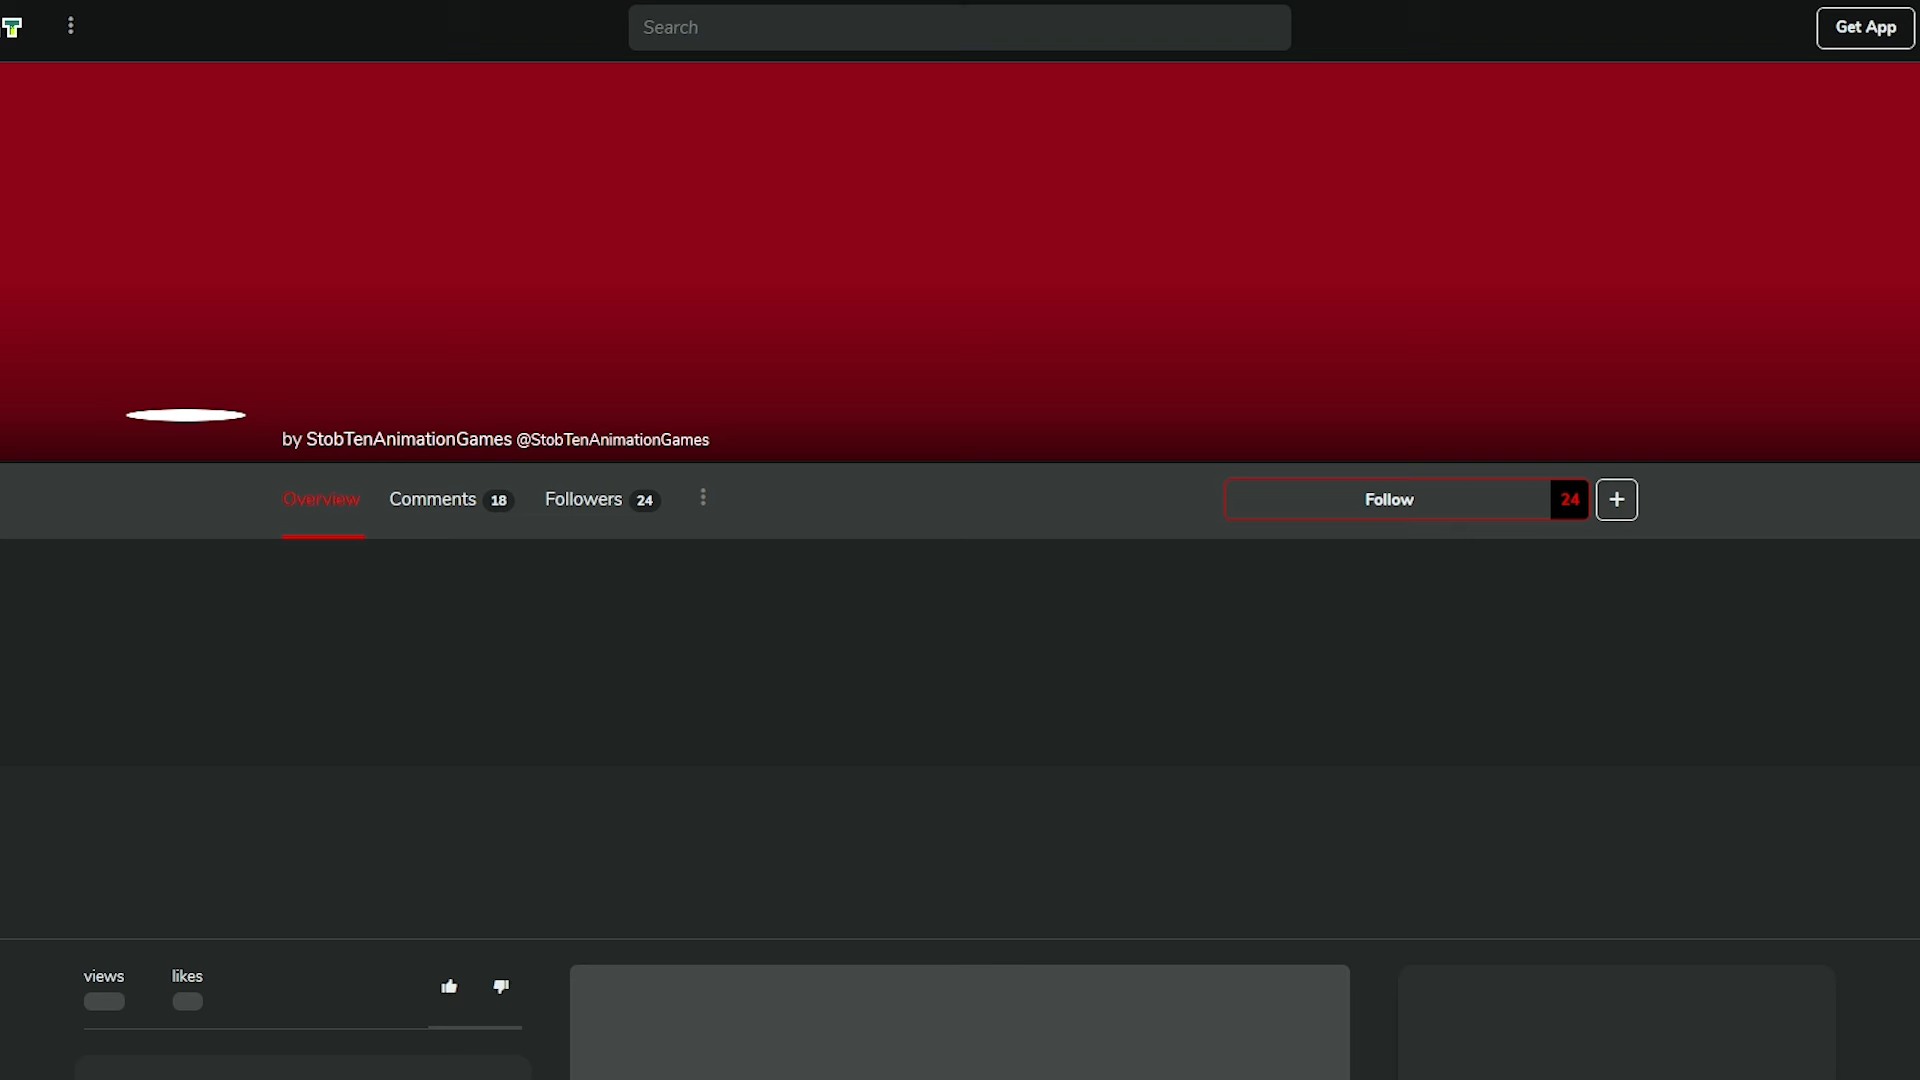 Search
Get App
by StobTenAnimationGames @StobTenAnimationGames
Overview Comments 18 Followers 24
Follow 24 +
views likes